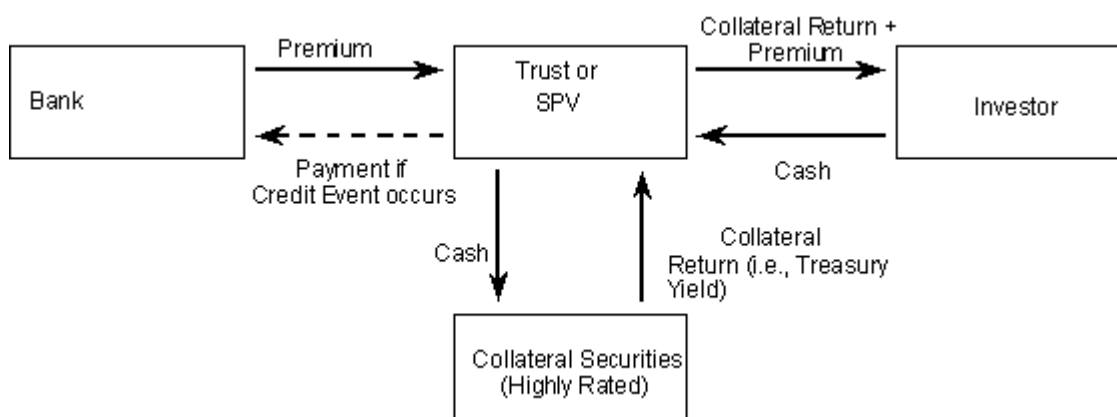 Collateral Return +
Premium
Premium
Bank
Trust or
SPV
Investor
Payment if
Credit Event occurs
Cash
Cash
Collateral
Return (i.e., Treasury
Yield)
Collateral Securities
(Highly Rated)